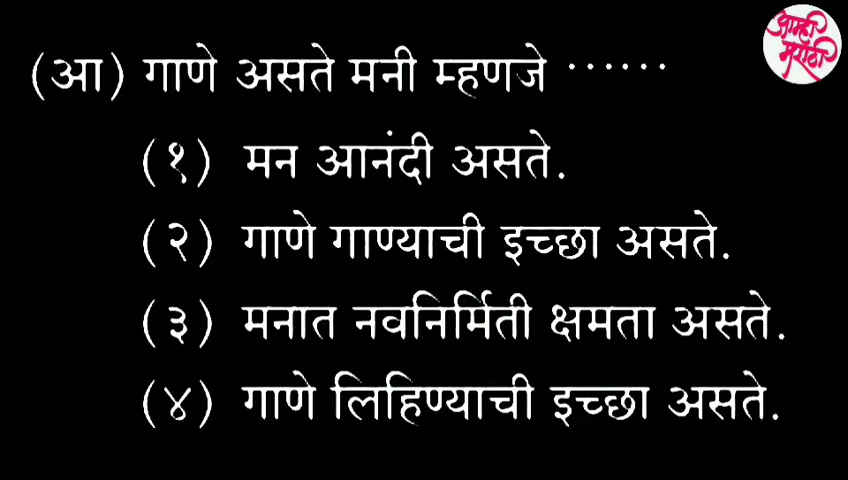 आम्ही
मराठी
(आ) गाणे असते मनी म्हणजे ······
(१) मन आनंदी असते.
(२) गाणे गाण्याची इच्छा असते.
(३) मनात नवनिर्मिती क्षमता असते.
(४) गाणे लिहिण्याची इच्छा असते.